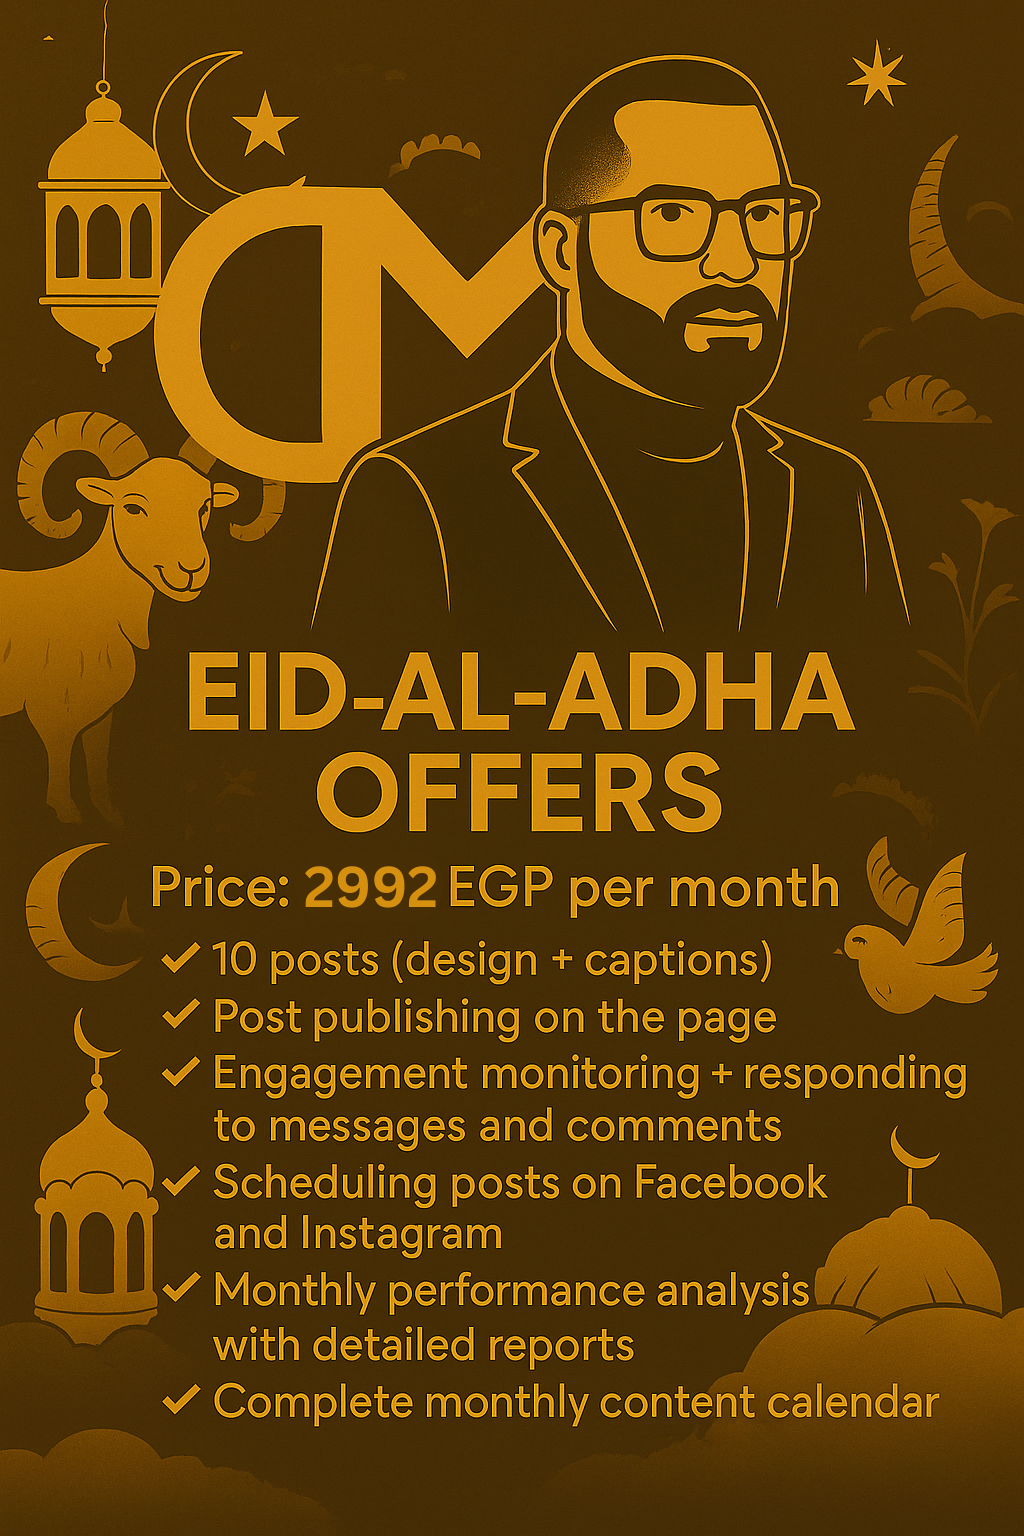 CM
EID-AL-ADHA
OFFERS
Price: 2992 EGP per month
✓ 10 posts (design + captions)
✓ Post publishing on the page
✓ Engagement monitoring + responding
to messages and comments
✓ Scheduling posts on Facebook
and Instagram
✓ Monthly performance analysis
with detailed reports
✓ Complete monthly content calendar